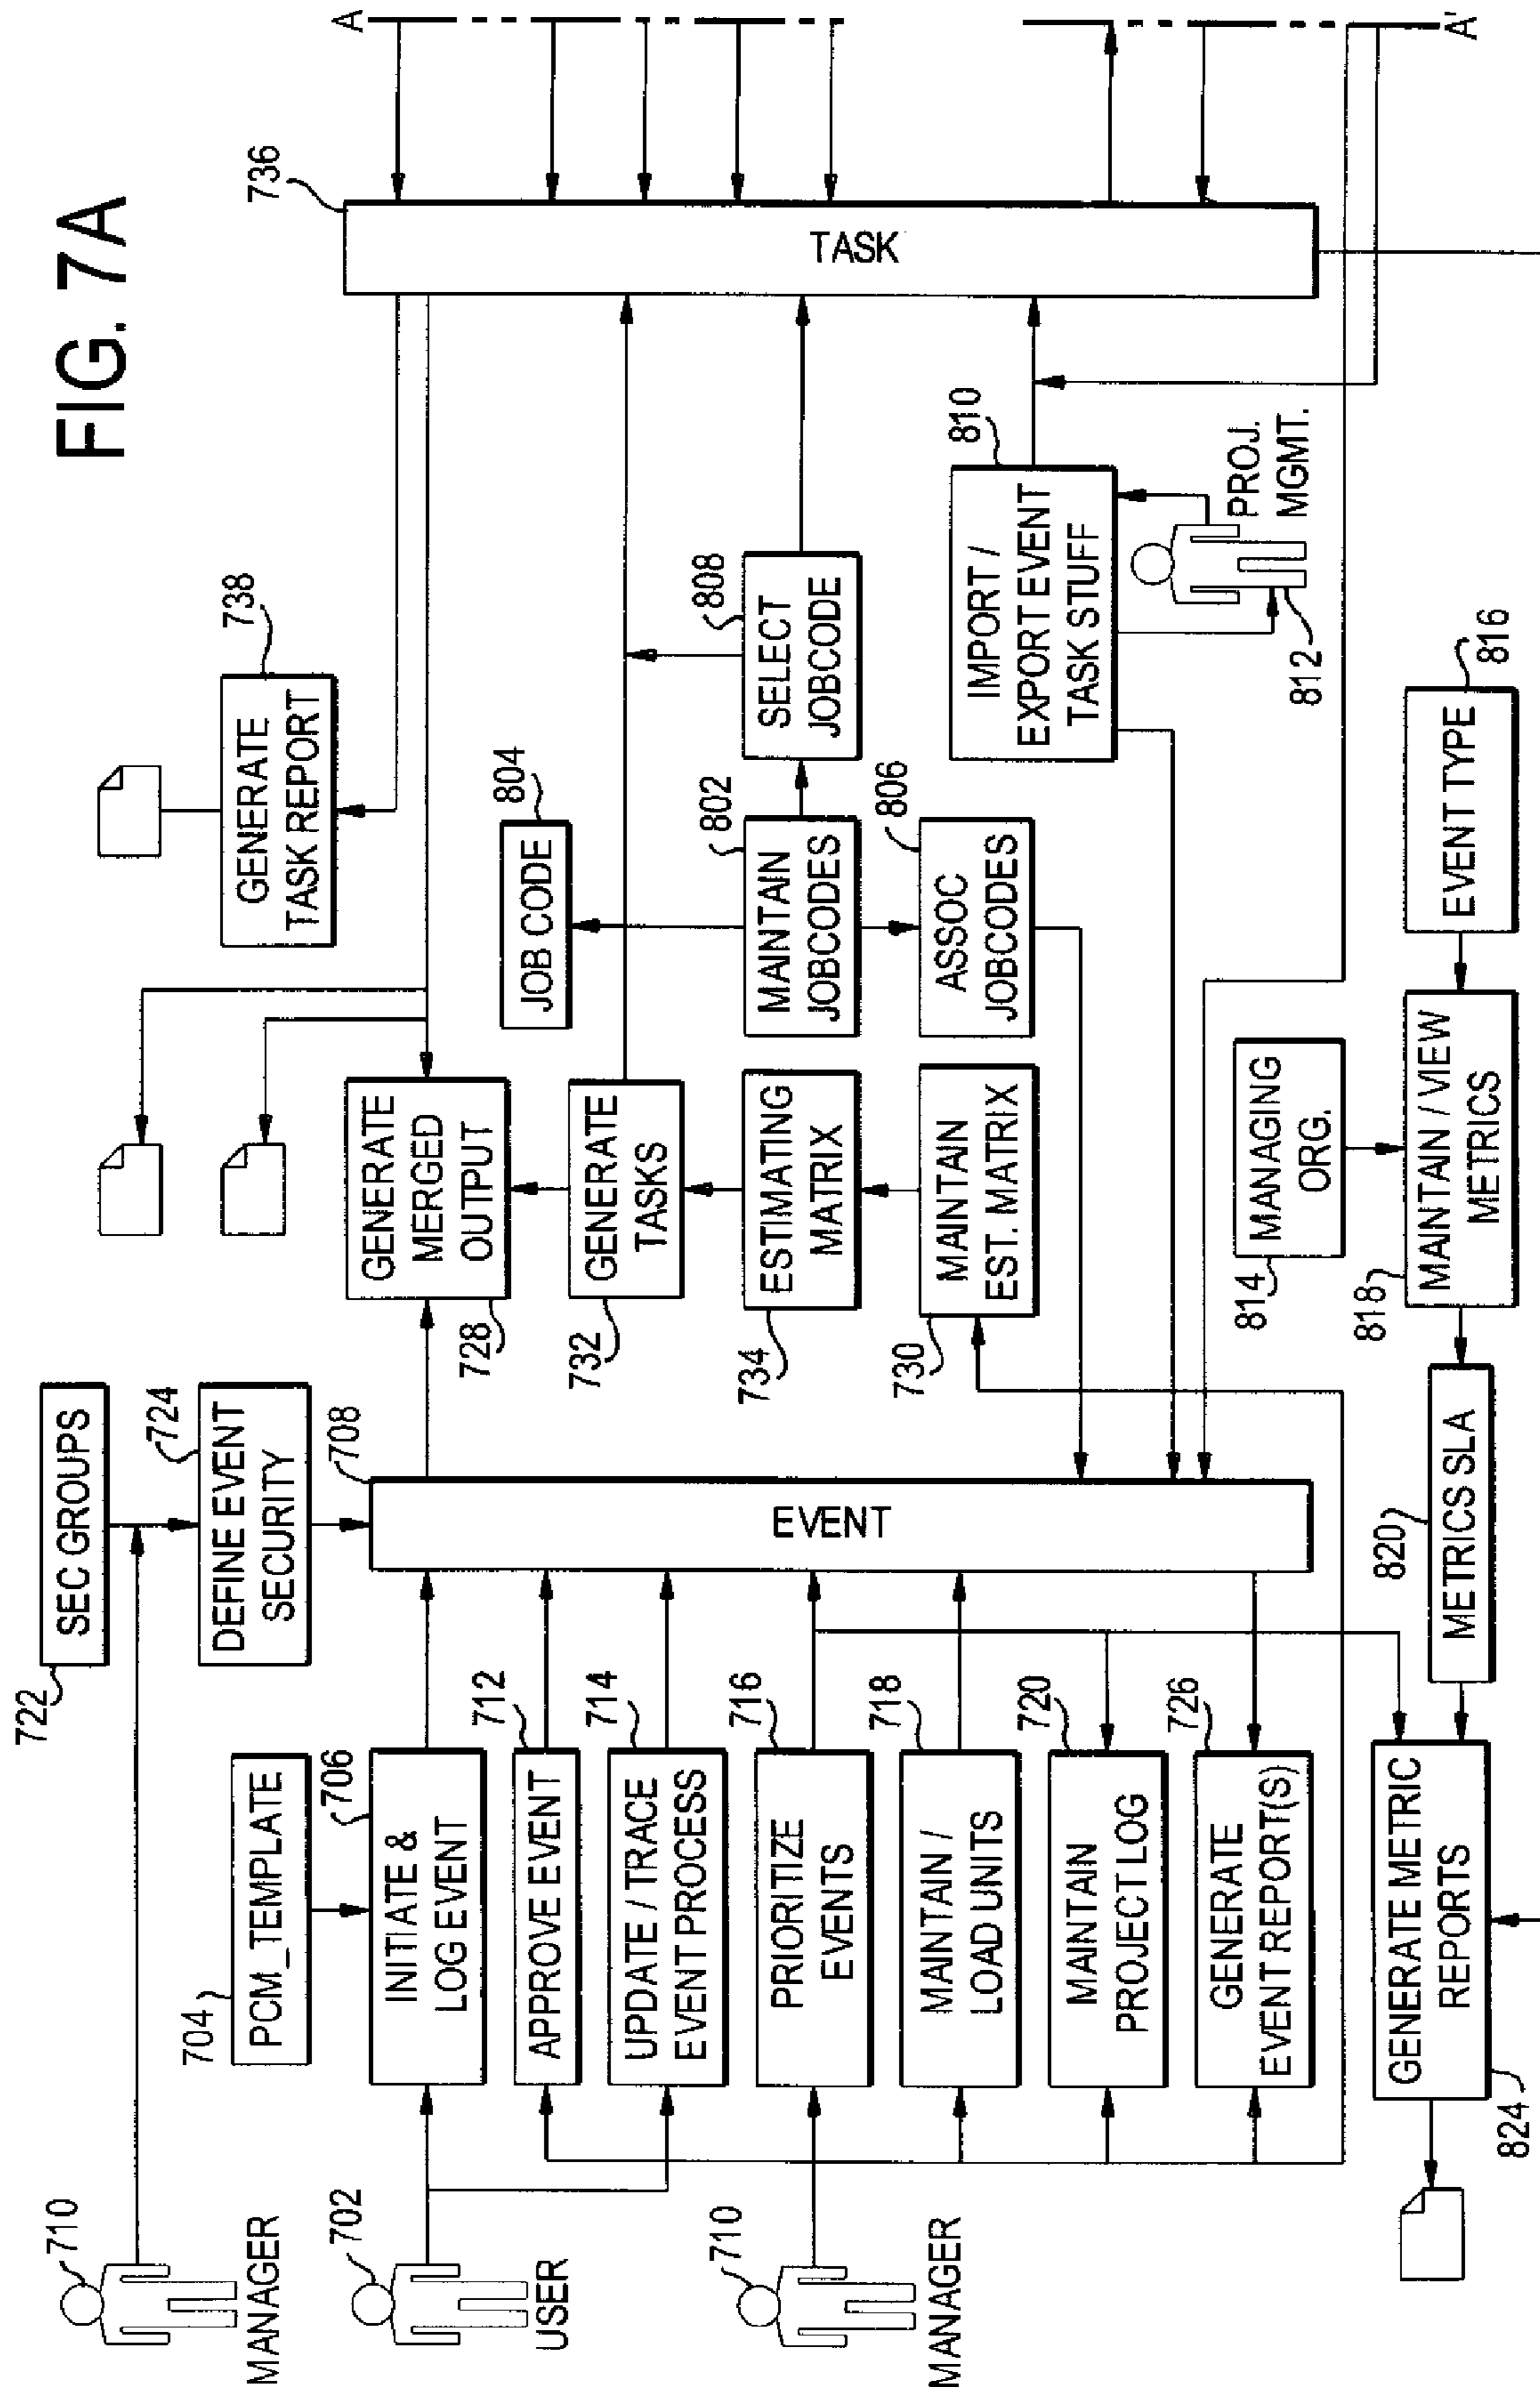 FIG. 7A
710
MANAGER
722
SEC GROUPS
724
DEFINE EVENT
SECURITY
704
PCM_TEMPLATE
702
USER
706
INITIATE &
LOG EVENT
712
APPROVE EVENT
714
UPDATE / TRACE
EVENT PROCESS
710
MANAGER
716
PRIORITIZE
EVENTS
718
MAINTAIN /
LOAD UNITS
720
MAINTAIN
PROJECT LOG
726
GENERATE
EVENT REPORT(S)
708
EVENT
728
GENERATE
MERGED
OUTPUT
732
GENERATE
TASKS
734
ESTIMATING
MATRIX
730
MAINTAIN
EST. MATRIX
738
GENERATE
TASK REPORT
804
JOB CODE
802
MAINTAIN
JOBCODES
806
ASSOC
JOBCODES
808
SELECT
JOBCODE
810
IMPORT /
EXPORT EVENT
TASK STUFF
812
PROJ.
MGMT.
736
TASK
A
A'
814
MANAGING
ORG.
816
EVENT TYPE
818
MAINTAIN / VIEW
METRICS
820
METRICS SLA
824
GENERATE METRIC
REPORTS